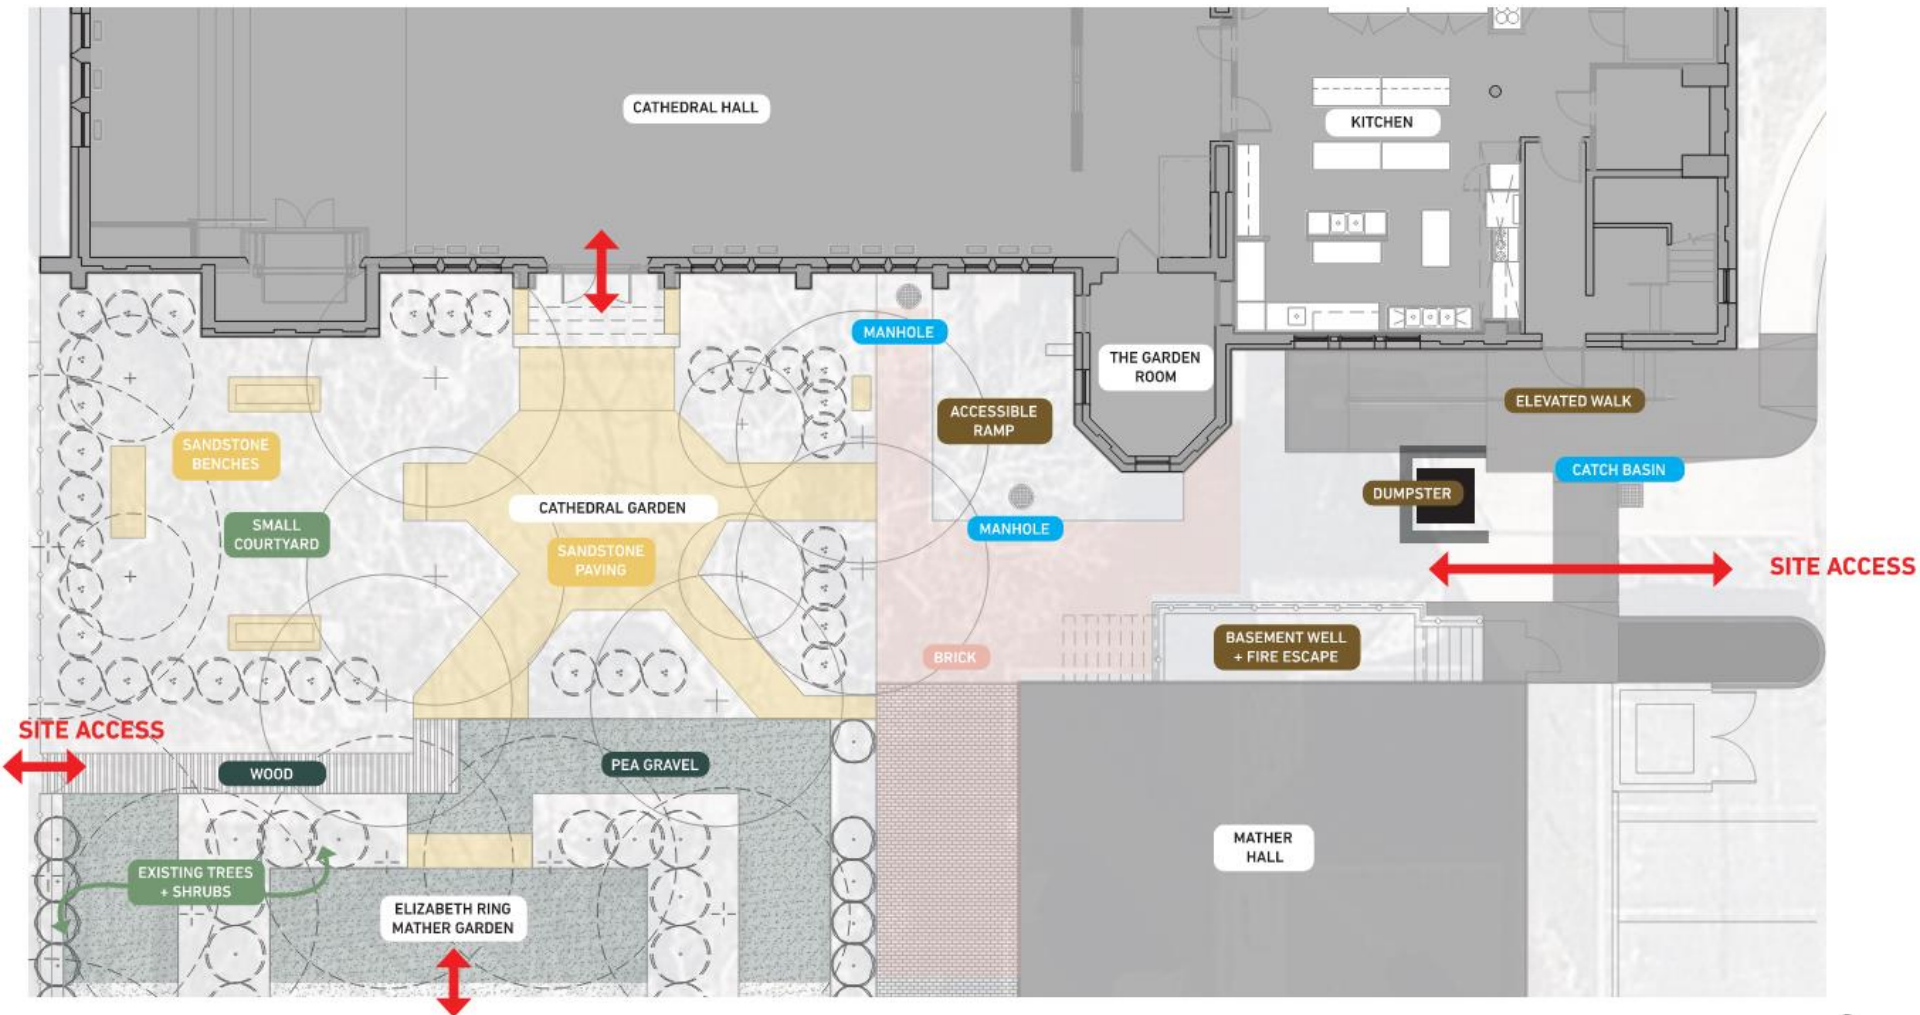 CATHEDRAL HALL
KITCHEN
MANHOLE
THE GARDEN
ROOM
ELEVATED WALK
ACCESSIBLE
RAMP
SANDSTONE
BENCHES
CATCH BASIN
DUMPSTER
CATHEDRAL GARDEN
SMALL
COURTYARD
MANHOLE
SANDSTONE
PAVING
SITE ACCESS
BASEMENT WELL
+ FIRE ESCAPE
BRICK
SITE ACCESS
WOOD
PEA GRAVEL
MATHER
HALL
EXISTING TREES
+ SHRUBS
ELIZABETH RING
MATHER GARDEN